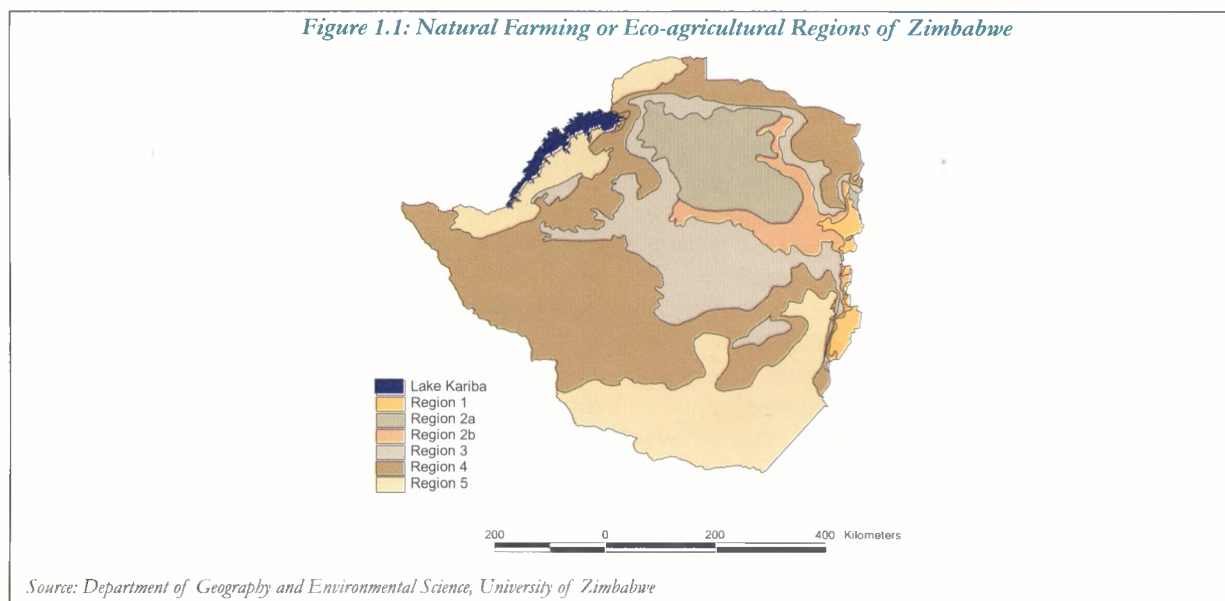 Figure 1.1: Natural Farming or Eco-agricultural Regions of Zimbabwe
Lake Kariba
Region 1
Region 2a
Region 2b
Region 3
Region 4
Region 5
200 0 200 400 Kilometers
Source: Department of Geography and Environmental Science, University of Zimbabwe